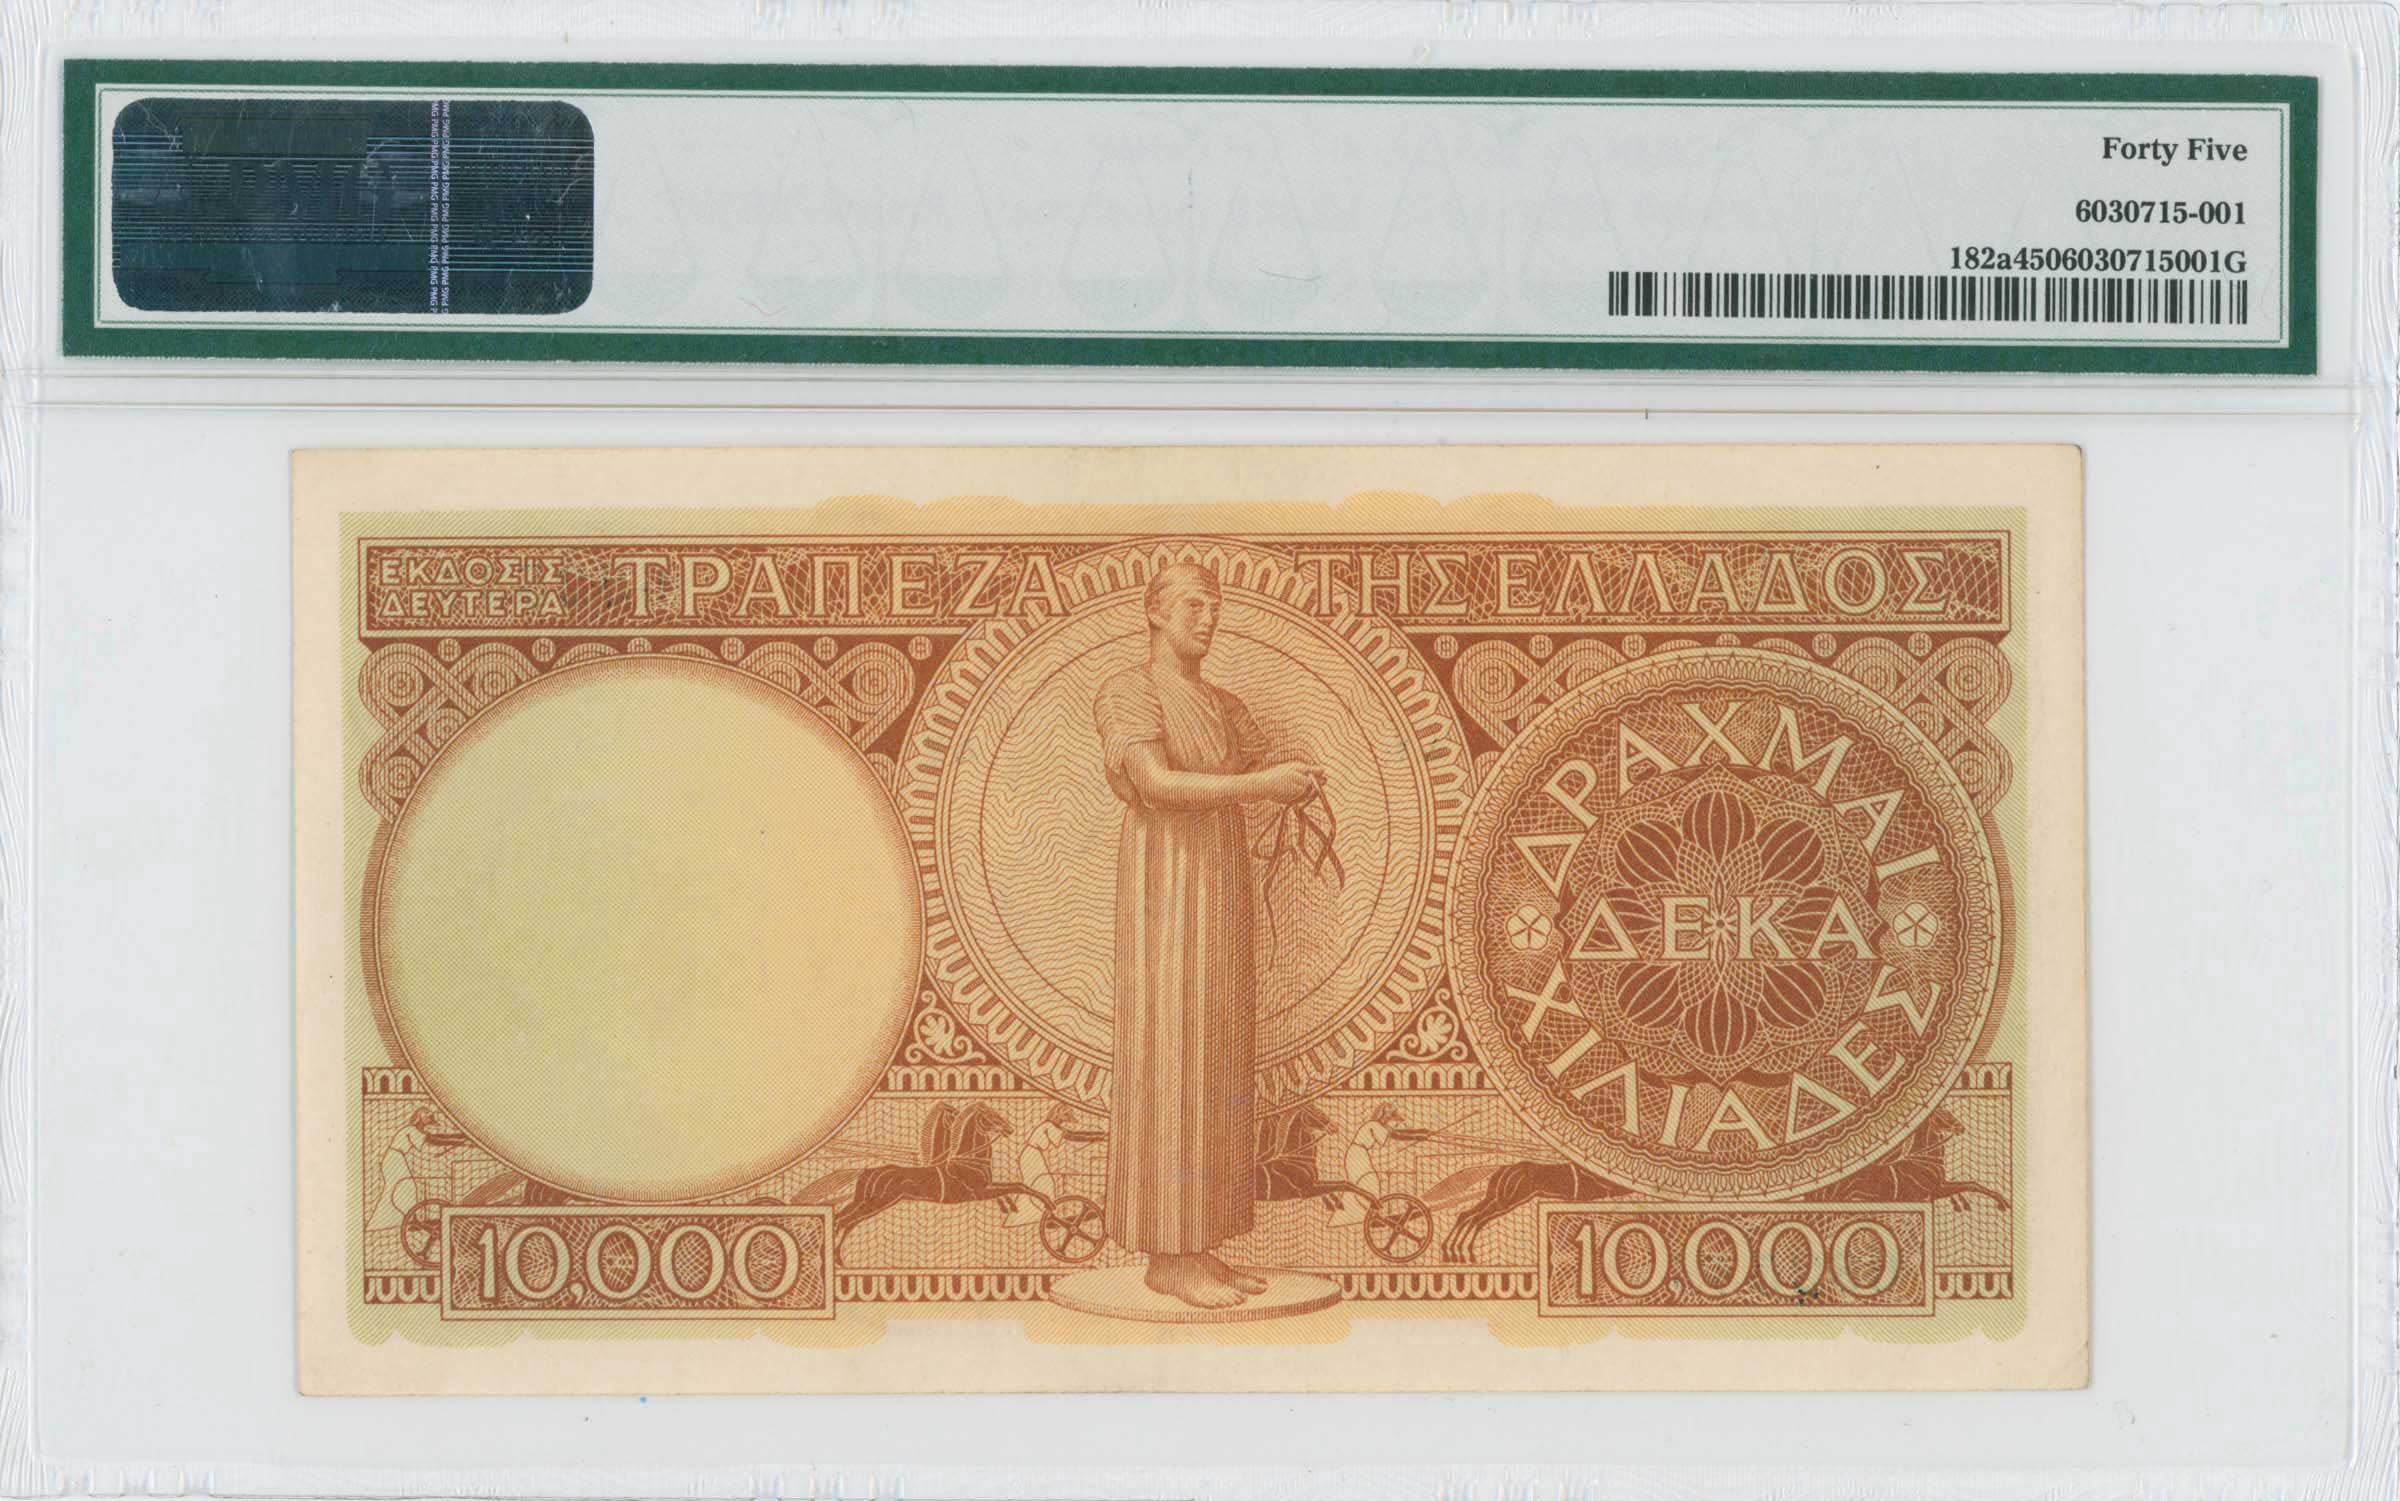 Forty Five
6030715-001
182a4506030715001G
ΕΚΔΟΣΙΣ
ΔΕΥΤΕΡΑ
ΤΡΑΠΕΖΑ ΤΗΣ ΕΛΛΑΔΟΣ
ΔΡΑΧΜΑΙ
ΔΕΚΑ
ΧΙΛΙΑΔΕΣ
10,000
10,000